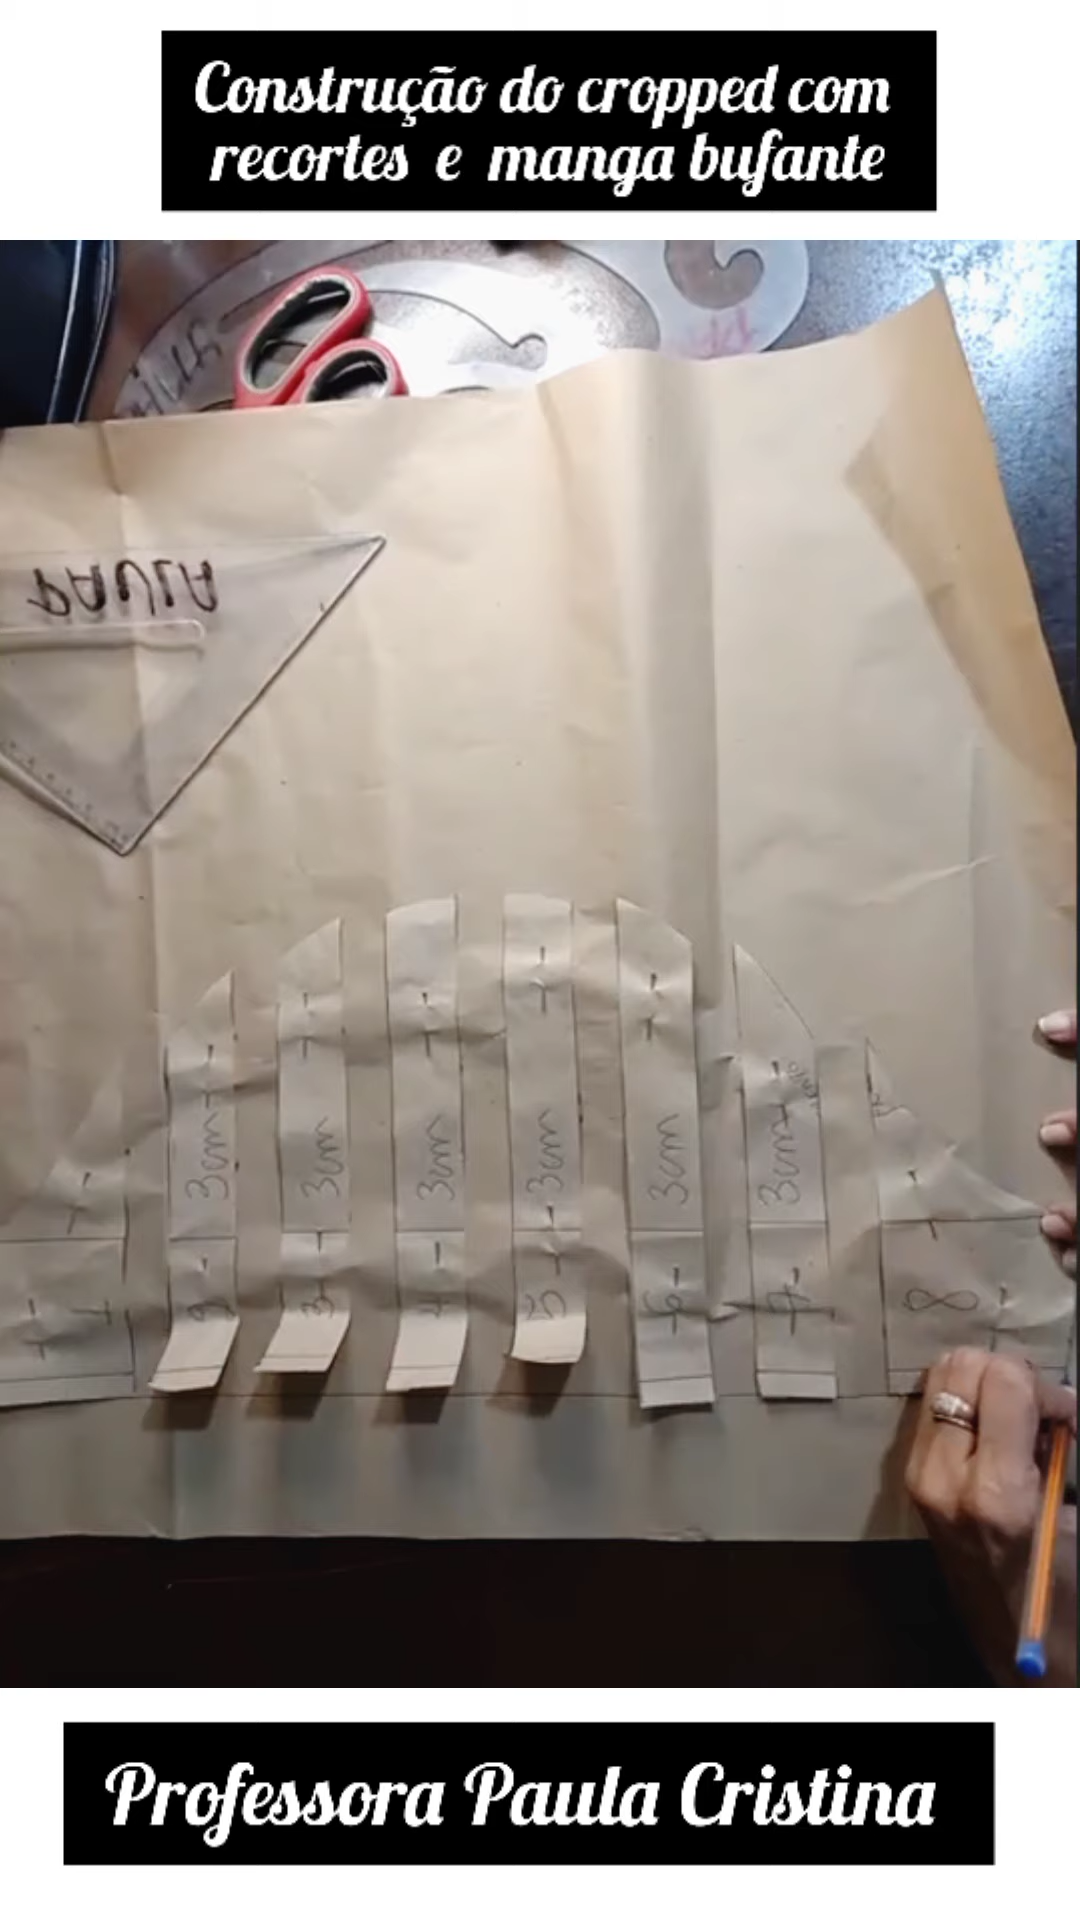 Construção do cropped com
recortes e manga bufante
PAULA
3cm
3cm
3cm
3cm
3cm
3cm
3
4
5
6
7
8
Professora Paula Cristina